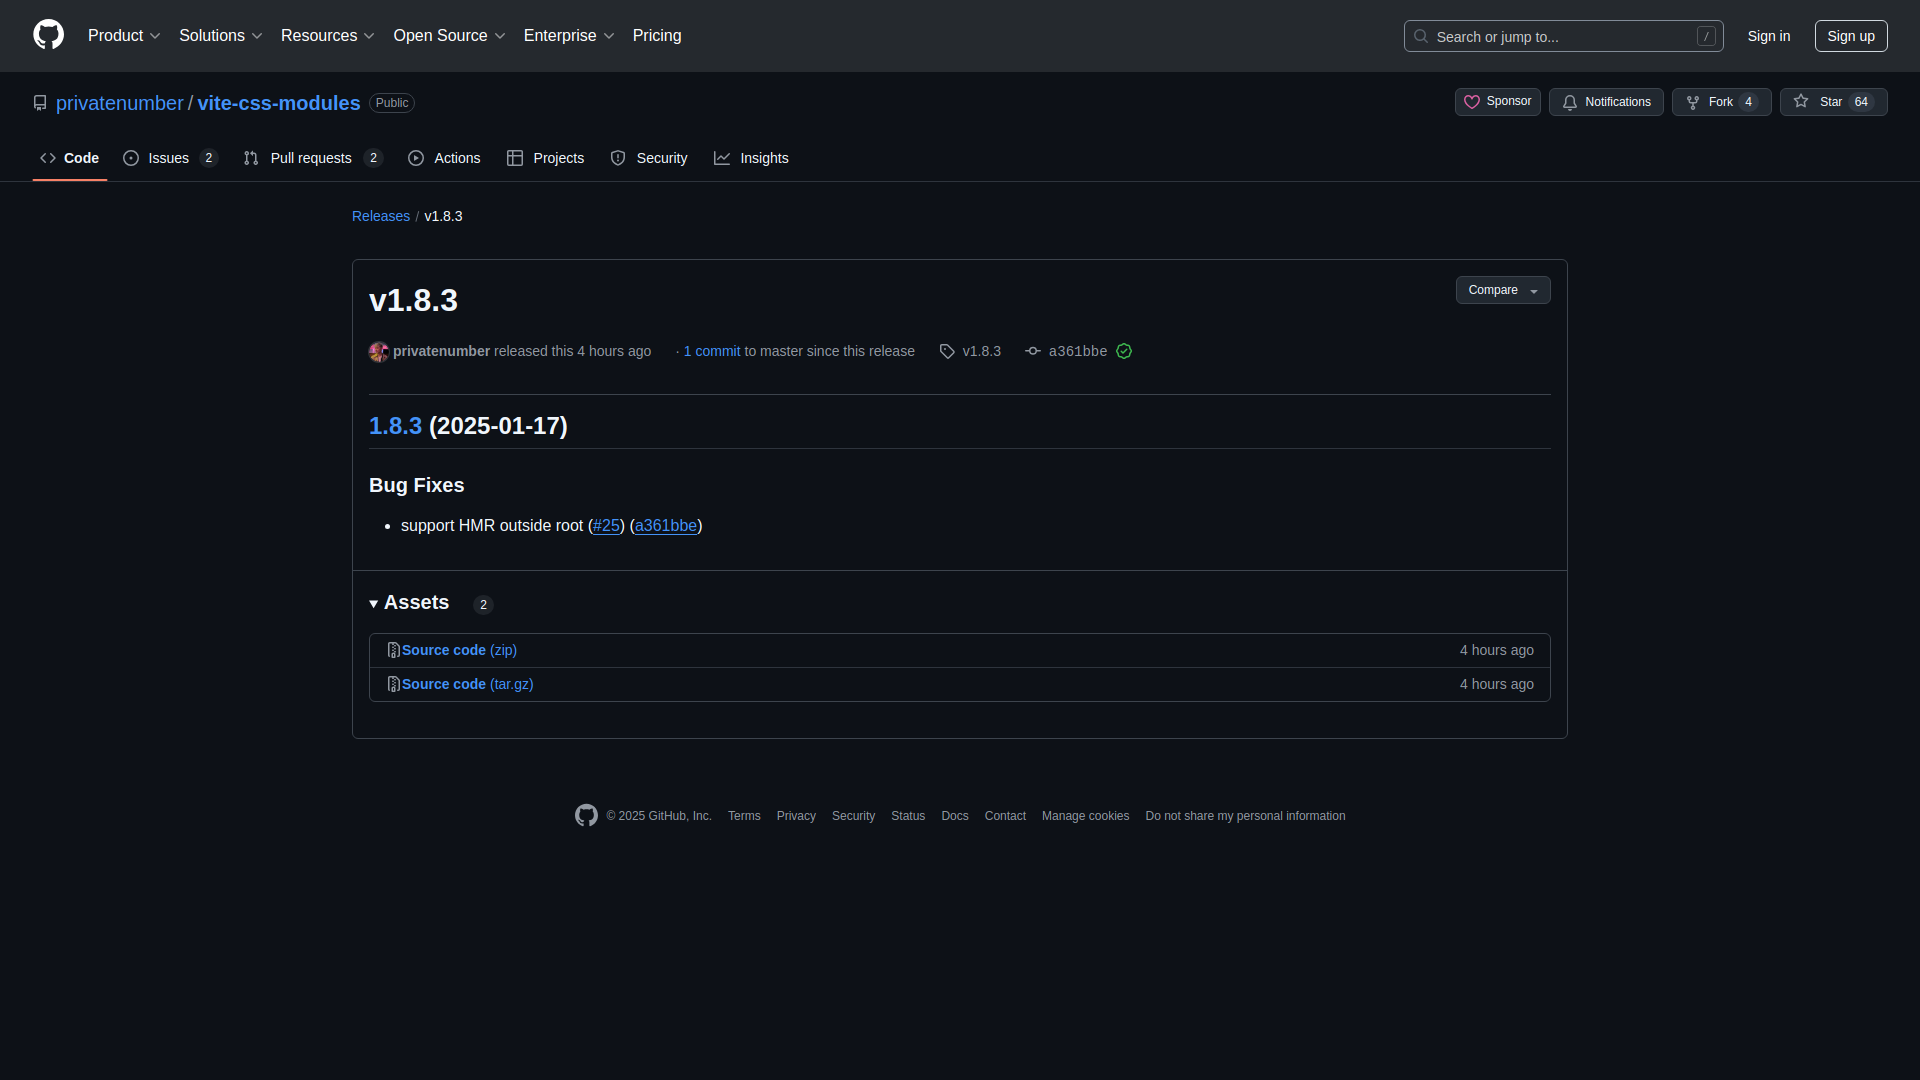 Product Solutions Resources Open Source Enterprise Pricing Search or jump to... / Sign in Sign up
privatenumber / vite-css-modules Public Sponsor Notifications Fork 4 Star 64
Code Issues 2 Pull requests 2 Actions Projects Security Insights
Releases / v1.8.3
v1.8.3 Compare
privatenumber released this 4 hours ago · 1 commit to master since this release v1.8.3 a361bbe
1.8.3 (2025-01-17)
Bug Fixes
• support HMR outside root (#25) (a361bbe)
Assets 2
Source code (zip) 4 hours ago
Source code (tar.gz) 4 hours ago
© 2025 GitHub, Inc. Terms Privacy Security Status Docs Contact Manage cookies Do not share my personal information